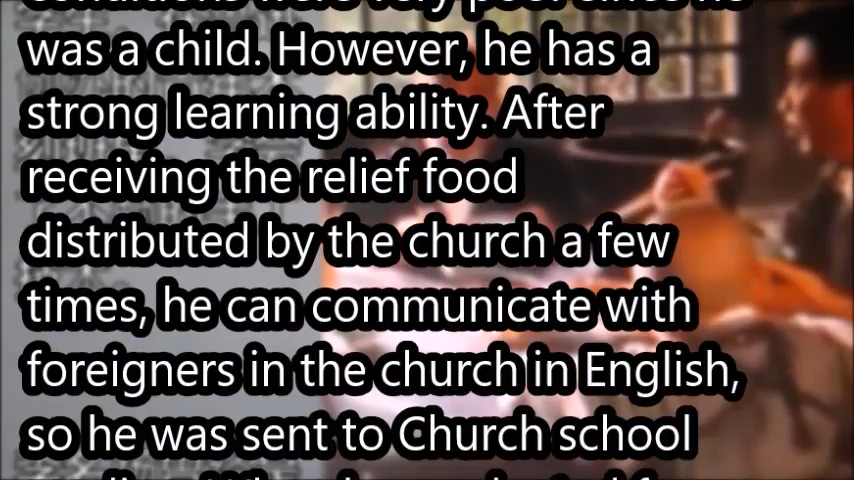 was a child. However, he has a
strong learning ability. After
receiving the relief food
distributed by the church a few
times, he can communicate with
foreigners in the church in English,
so he was sent to Church school